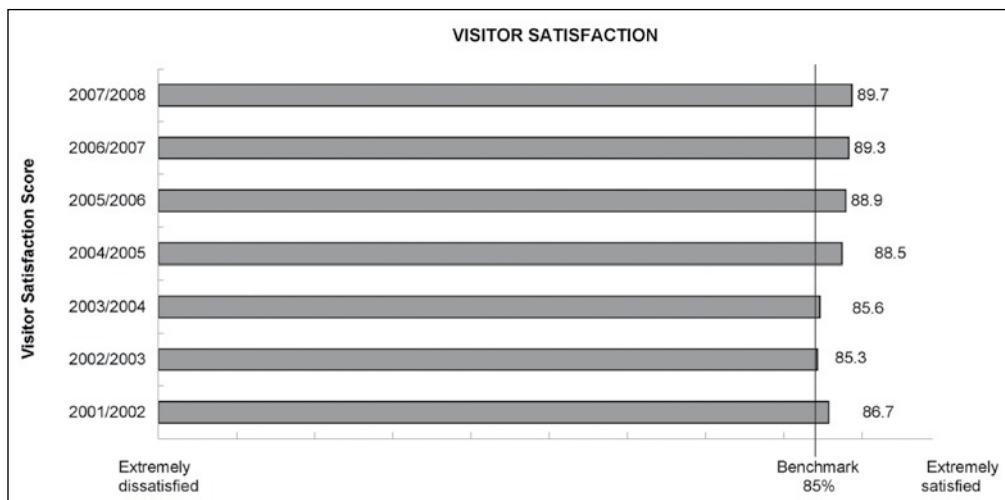 VISITOR SATISFACTION
Visitor Satisfaction Score
2007/2008 89.7
2006/2007 89.3
2005/2006 88.9
2004/2005 88.5
2003/2004 85.6
2002/2003 85.3
2001/2002 86.7
Extremely
dissatisfied
Benchmark
85%
Extremely
satisfied